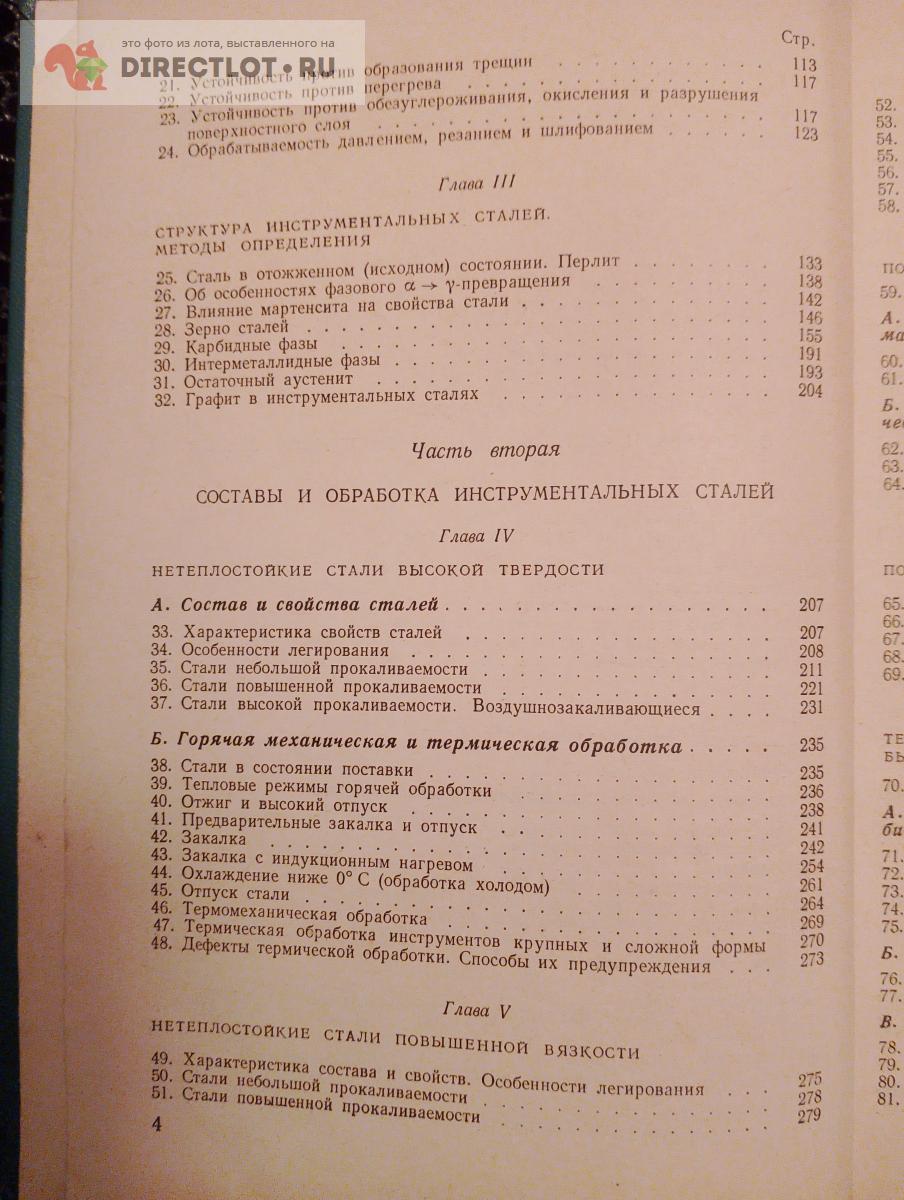 это фото из лота, выставленного на
DIRECTLOT.RU
Стр.
21. Устойчивость против образования трещин . . . . . . . . . . . 113
22. Устойчивость против перегрева . . . . . . . . . . . . . . . . 117
23. Устойчивость против обезуглероживания, окисления и разрушения
поверхностного слоя . . . . . . . . . . . . . . . . . . . . 117
24. Обрабатываемость давлением, резанием и шлифованием . . . . . . 123
Глава III
СТРУКТУРА ИНСТРУМЕНТАЛЬНЫХ СТАЛЕЙ.
МЕТОДЫ ОПРЕДЕЛЕНИЯ
25. Сталь в отожженном (исходном) состоянии. Перлит . . . . . . . . 133
26. Об особенностях фазового α → γ-превращения . . . . . . . . . . 138
27. Влияние мартенсита на свойства стали . . . . . . . . . . . . . 142
28. Зерно сталей . . . . . . . . . . . . . . . . . . . . . . . . 146
29. Карбидные фазы . . . . . . . . . . . . . . . . . . . . . . 155
30. Интерметаллидные фазы . . . . . . . . . . . . . . . . . . . 191
31. Остаточный аустенит . . . . . . . . . . . . . . . . . . . . 193
32. Графит в инструментальных сталях . . . . . . . . . . . . . . 204
Часть вторая
СОСТАВЫ И ОБРАБОТКА ИНСТРУМЕНТАЛЬНЫХ СТАЛЕЙ
Глава IV
НЕТЕПЛОСТОЙКИЕ СТАЛИ ВЫСОКОЙ ТВЕРДОСТИ
А. Состав и свойства сталей . . . . . . . . . . . . . . . . . . 207
33. Характеристика свойств сталей . . . . . . . . . . . . . . . . 207
34. Особенности легирования . . . . . . . . . . . . . . . . . . 208
35. Стали небольшой прокаливаемости . . . . . . . . . . . . . . . 211
36. Стали повышенной прокаливаемости . . . . . . . . . . . . . . 221
37. Стали высокой прокаливаемости. Воздушнозакаливающиеся . . . . 231
Б. Горячая механическая и термическая обработка . . . . . 235
38. Стали в состоянии поставки . . . . . . . . . . . . . . . . . 235
39. Тепловые режимы горячей обработки . . . . . . . . . . . . . 236
40. Отжиг и высокий отпуск . . . . . . . . . . . . . . . . . . 238
41. Предварительные закалка и отпуск . . . . . . . . . . . . . . 241
42. Закалка . . . . . . . . . . . . . . . . . . . . . . . . . 242
43. Закалка с индукционным нагревом . . . . . . . . . . . . . . 254
44. Охлаждение ниже 0° С (обработка холодом) . . . . . . . . . . 261
45. Отпуск стали . . . . . . . . . . . . . . . . . . . . . . . 264
46. Термомеханическая обработка . . . . . . . . . . . . . . . . 269
47. Термическая обработка инструментов крупных и сложной формы 270
48. Дефекты термической обработки. Способы их предупреждения . . . 273
Глава V
НЕТЕПЛОСТОЙКИЕ СТАЛИ ПОВЫШЕННОЙ ВЯЗКОСТИ
49. Характеристика состава и свойств. Особенности легирования . . . 275
50. Стали небольшой прокаливаемости . . . . . . . . . . . . . . 278
51. Стали повышенной прокаливаемости . . . . . . . . . . . . . . 279
4
52.
53.
54.
55.
56.
57.
58.
ПО
59.
А.
ма
60.
61.
Б.
чес
62.
63.
64.
ПО
65.
66.
67.
68.
69.
ТЕ
БЫ
70.
А.
би
71.
72.
73.
74.
75.
Б.
76.
77.
В.
78.
79.
80.
81.